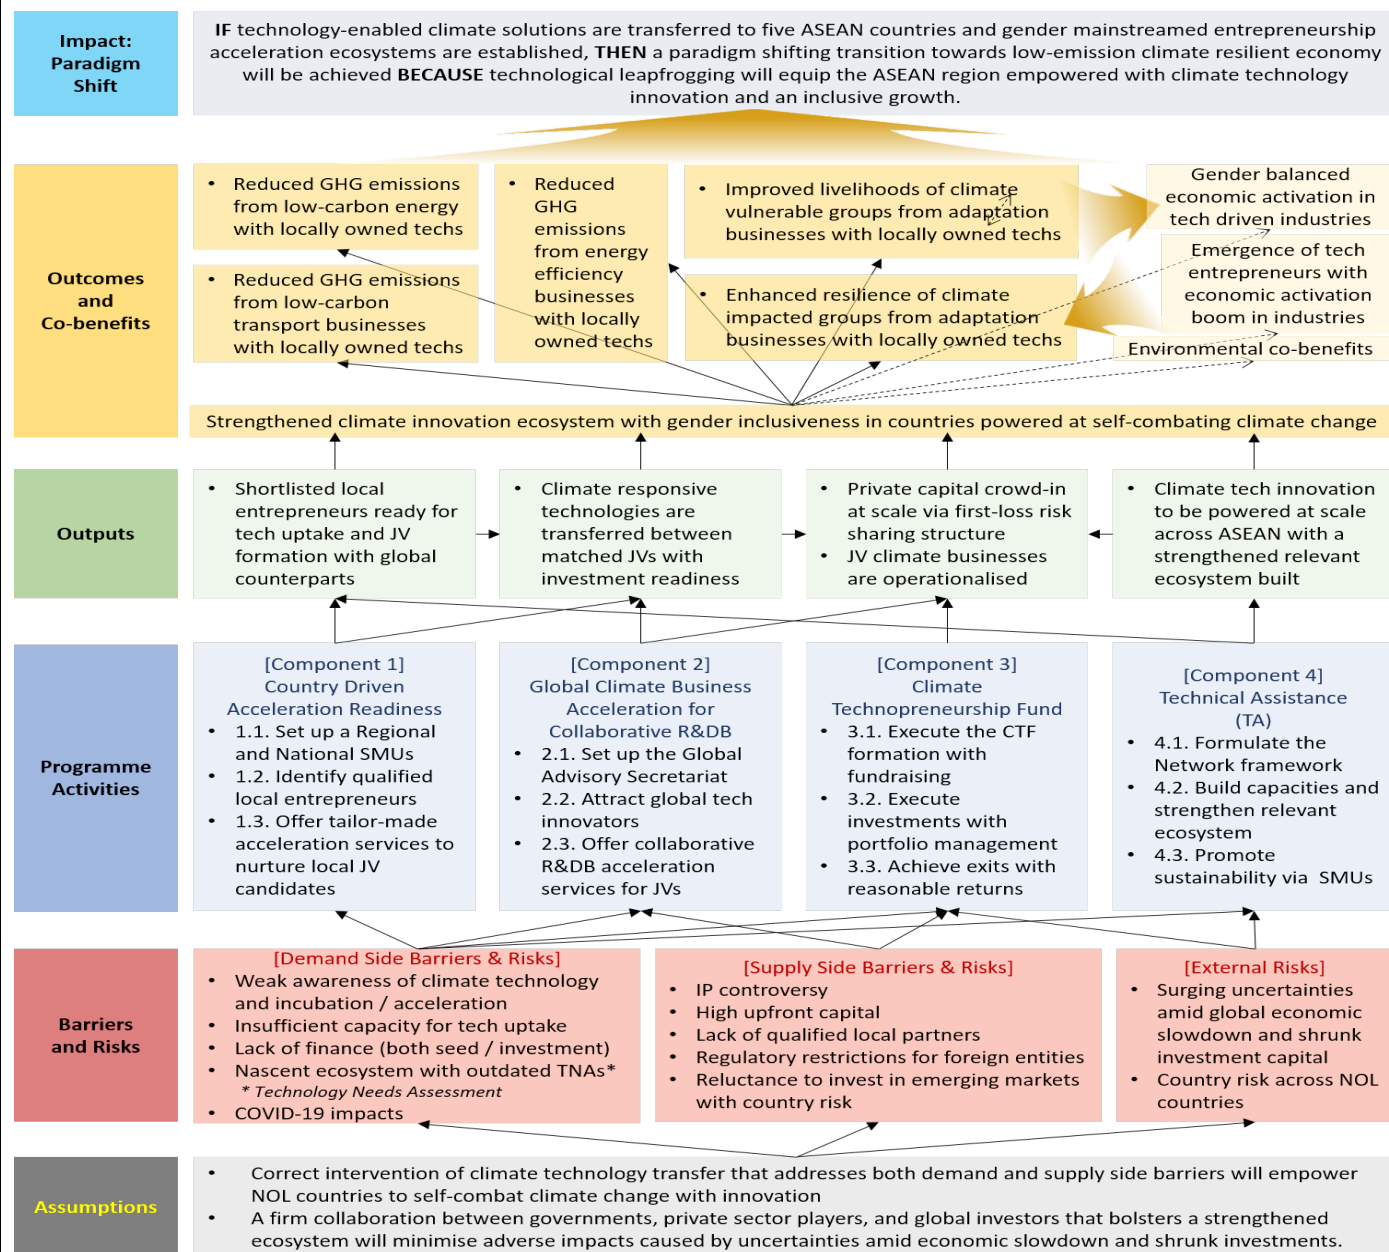 Impact:
Paradigm
Shift
IF technology-enabled climate solutions are transferred to five ASEAN countries and gender mainstreamed entrepreneurship
acceleration ecosystems are established, THEN a paradigm shifting transition towards low-emission climate resilient economy
will be achieved BECAUSE technological leapfrogging will equip the ASEAN region empowered with climate technology
innovation and an inclusive growth.
Outcomes
and
Co-benefits
• Reduced GHG emissions
from low-carbon energy
with locally owned techs
• Reduced GHG emissions
from low-carbon
transport businesses
with locally owned techs
• Reduced
GHG
emissions
from energy
efficiency
businesses
with locally
owned techs
• Improved livelihoods of climate
vulnerable groups from adaptation
businesses with locally owned techs
• Enhanced resilience of climate
impacted groups from adaptation
businesses with locally owned techs
Gender balanced
economic activation in
tech driven industries
Emergence of tech
entrepreneurs with
economic activation
boom in industries
Environmental co-benefits
Strengthened climate innovation ecosystem with gender inclusiveness in countries powered at self-combating climate change
Outputs
• Shortlisted local
entrepreneurs ready for
tech uptake and JV
formation with global
counterparts
• Climate responsive
technologies are
transferred between
matched JVs with
investment readiness
• Private capital crowd-in
at scale via first-loss risk
sharing structure
• JV climate businesses
are operationalised
• Climate tech innovation
to be powered at scale
across ASEAN with a
strengthened relevant
ecosystem built
Programme
Activities
[Component 1]
Country Driven
Acceleration Readiness
• 1.1. Set up a Regional
and National SMUs
• 1.2. Identify qualified
local entrepreneurs
• 1.3. Offer tailor-made
acceleration services to
nurture local JV
candidates
[Component 2]
Global Climate Business
Acceleration for
Collaborative R&DB
• 2.1. Set up the Global
Advisory Secretariat
• 2.2. Attract global tech
innovators
• 2.3. Offer collaborative
R&DB acceleration
services for JVs
[Component 3]
Climate
Technopreneurship Fund
• 3.1. Execute the CTF
formation with
fundraising
• 3.2. Execute
investments with
portfolio management
• 3.3. Achieve exits with
reasonable returns
[Component 4]
Technical Assistance
(TA)
• 4.1. Formulate the
Network framework
• 4.2. Build capacities and
strengthen relevant
ecosystem
• 4.3. Promote
sustainability via SMUs
Barriers
and Risks
[Demand Side Barriers & Risks]
• Weak awareness of climate technology
and incubation / acceleration
• Insufficient capacity for tech uptake
• Lack of finance (both seed / investment)
• Nascent ecosystem with outdated TNAs*
* Technology Needs Assessment
• COVID-19 impacts
[Supply Side Barriers & Risks]
• IP controversy
• High upfront capital
• Lack of qualified local partners
• Regulatory restrictions for foreign entities
• Reluctance to invest in emerging markets
with country risk
[External Risks]
• Surging uncertainties
amid global economic
slowdown and shrunk
investment capital
• Country risk across NOL
countries
Assumptions
• Correct intervention of climate technology transfer that addresses both demand and supply side barriers will empower
NOL countries to self-combat climate change with innovation
• A firm collaboration between governments, private sector players, and global investors that bolsters a strengthened
ecosystem will minimise adverse impacts caused by uncertainties amid economic slowdown and shrunk investments.